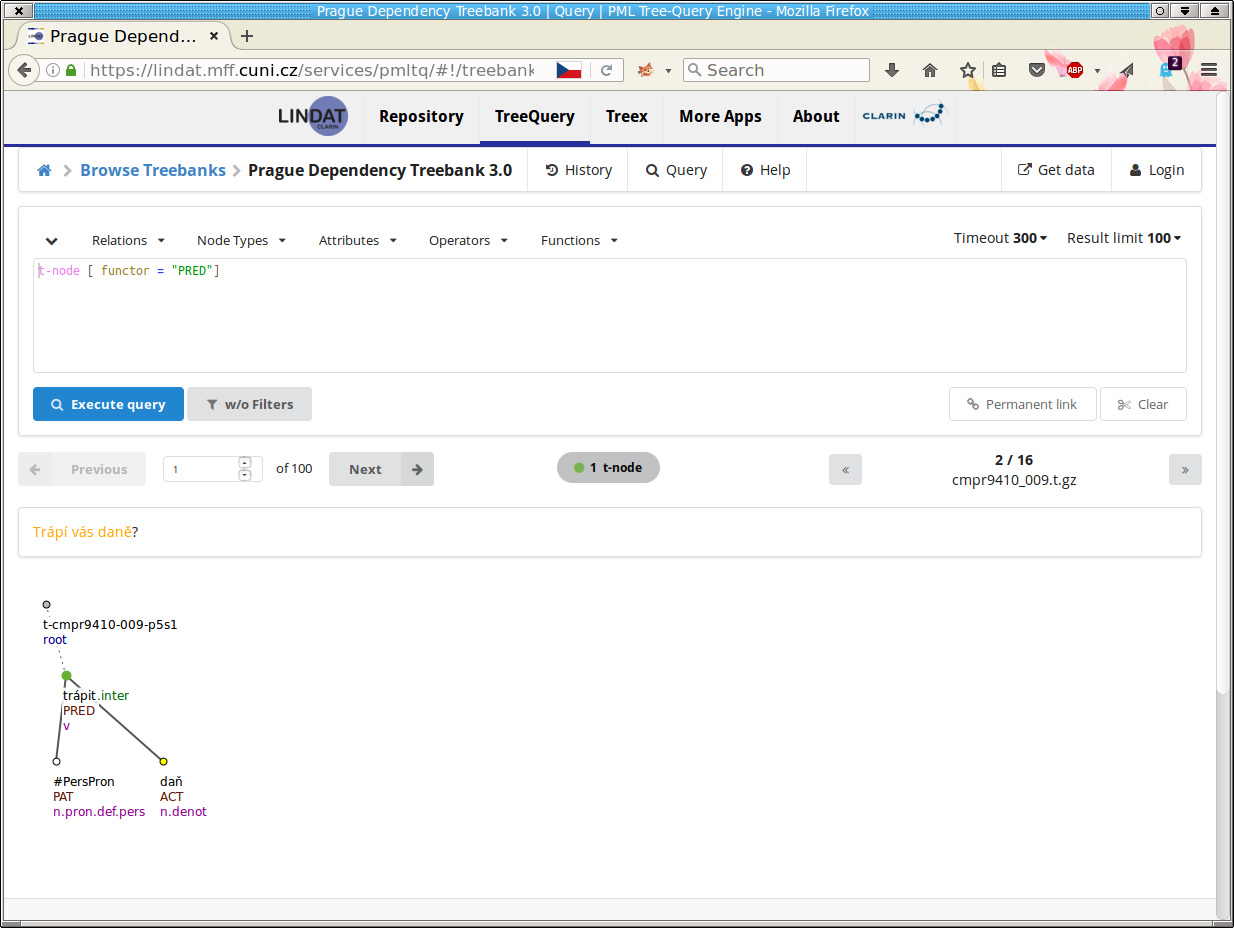 Prague Dependency Treebank 3.0 | Query | PML Tree-Query Engine - Mozilla Firefox
Prague Depend...
https://lindat.mff.cuni.cz/services/pmltq/#!/treebank
Search
ABP
2
LINDAT
CLARIN
Repository
TreeQuery
Treex
More Apps
About
CLARIN
Browse Treebanks
Prague Dependency Treebank 3.0
History
Query
Help
Get data
Login
Relations
Node Types
Attributes
Operators
Functions
Timeout 300
Result limit 100
t-node [ functor = "PRED"]
Execute query
w/o Filters
Permanent link
Clear
Previous
1
of 100
Next
1 t-node
«
2 / 16
cmpr9410_009.t.gz
»
Trápí vás daně?
t-cmpr9410-009-p5s1
root
trápit.inter
PRED
v
#PersPron
PAT
n.pron.def.pers
daň
ACT
n.denot